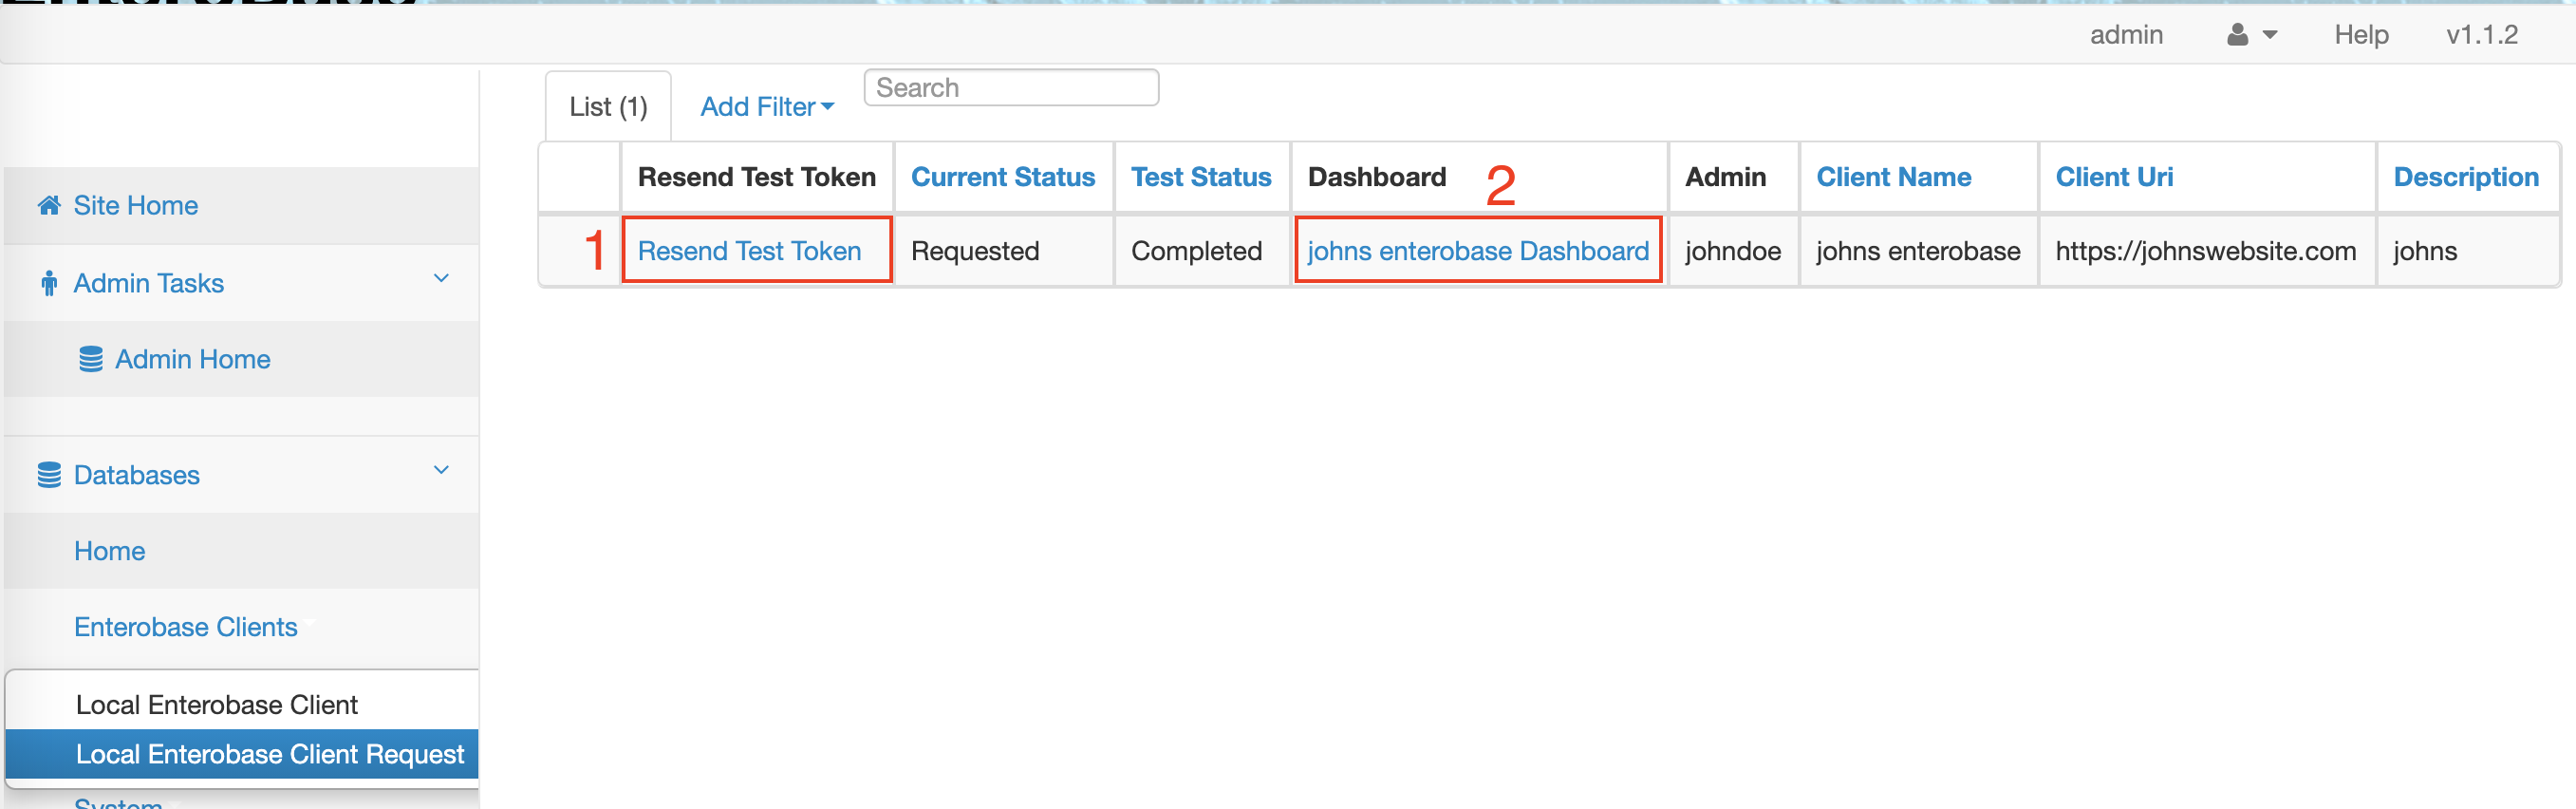 admin Help v1.1.2
List (1) Add Filter Search
Resend Test Token Current Status Test Status Dashboard 2 Admin Client Name Client Uri Description
1 Resend Test Token Requested Completed johns enterobase Dashboard johndoe johns enterobase https://johnswebsite.com johns
Site Home
Admin Tasks
Admin Home
Databases
Home
Enterobase Clients
Local Enterobase Client
Local Enterobase Client Request
System